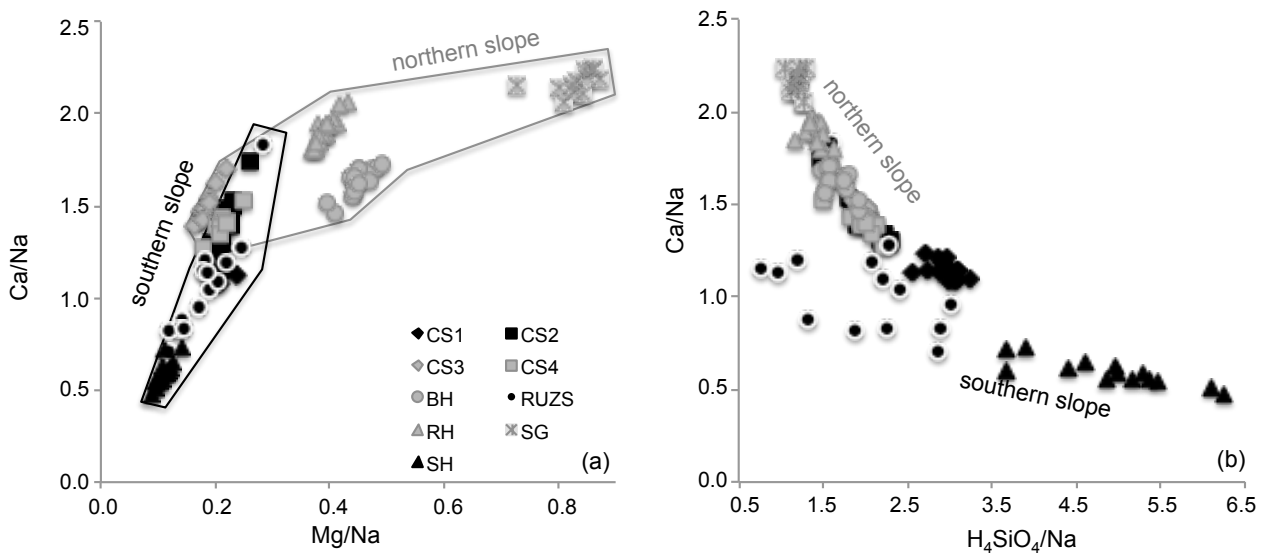 2.5
2.0
1.5
1.0
0.5
0.0
Ca/Na
0.0 0.2 0.4 0.6 0.8
Mg/Na
northern slope
southern slope
CS1 CS2
CS3 CS4
BH RUZS
RH SG
SH
(a)
2.5
2.0
1.5
1.0
0.5
0.0
Ca/Na
0.5 1.5 2.5 3.5 4.5 5.5 6.5
H₄SiO₄/Na
northern slope
southern slope
(b)